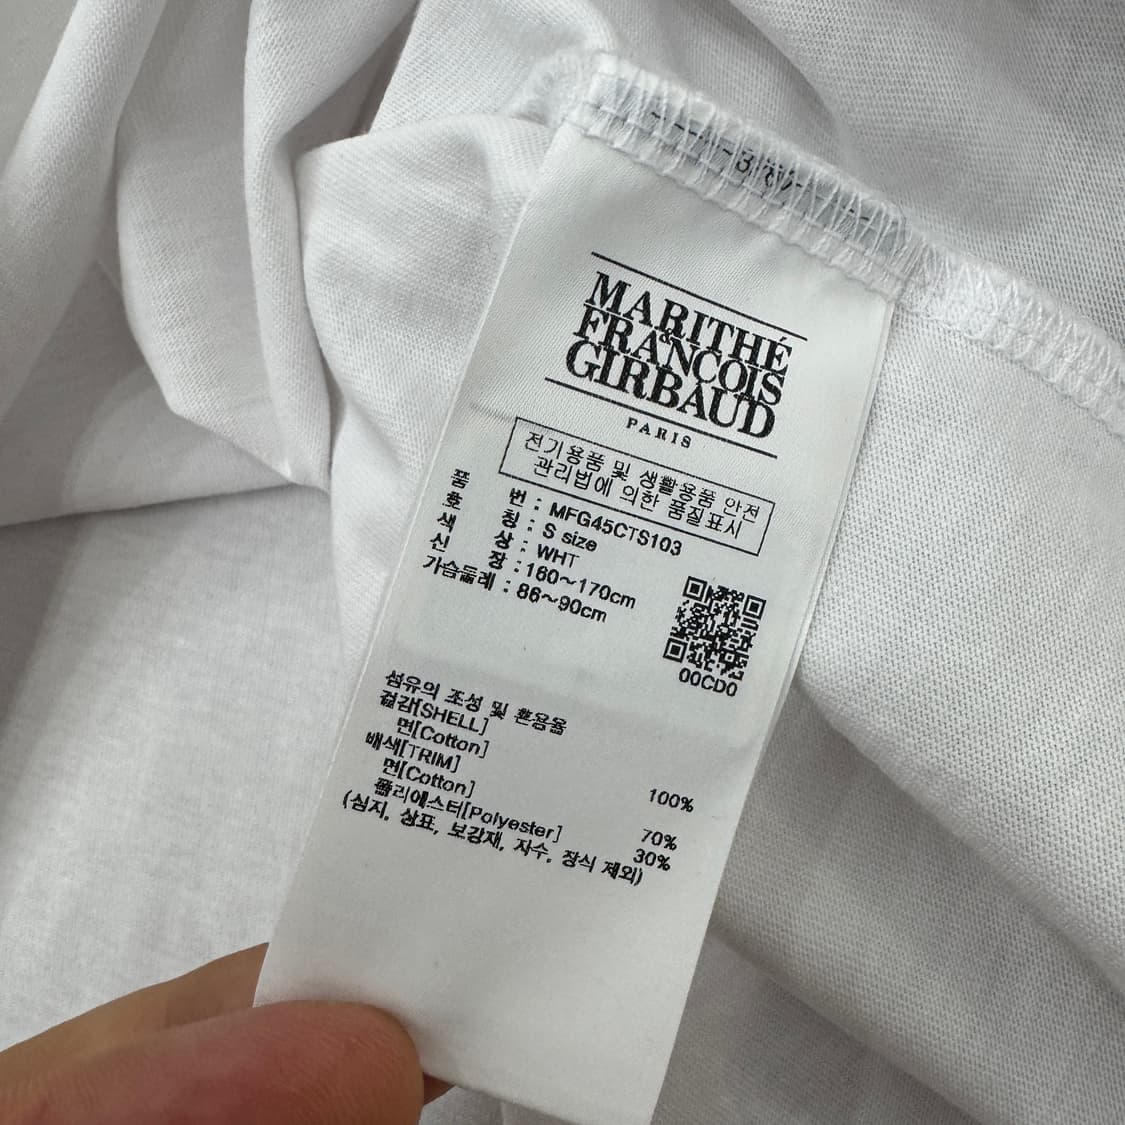 MARITHÉ
FRANÇOIS
&
GIRBAUD
PARIS
전기용품 및 생활용품 안전
관리법에 의한 품질표시
품 번 : MFG45CTS103
호 칭 : S size
색 상 : WHT
신 장 : 160~170cm
가슴둘레 : 86~90cm
00CD0
섬유의 조성 및 혼용율
겉감[SHELL]
면[Cotton] 100%
배색[TRIM]
면[Cotton] 70%
폴리에스터[Polyester] 30%
(심지, 상표, 보강재, 자수, 장식 제외)